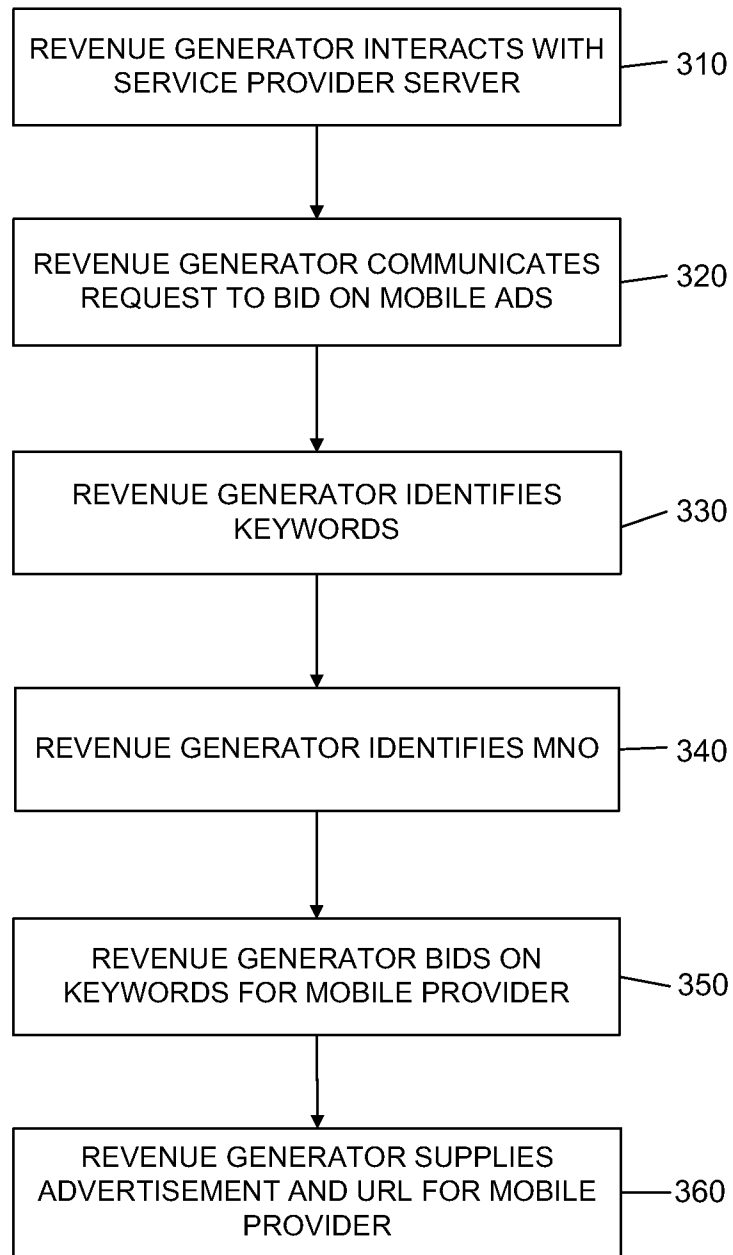 REVENUE GENERATOR INTERACTS WITH
SERVICE PROVIDER SERVER
310
REVENUE GENERATOR COMMUNICATES
REQUEST TO BID ON MOBILE ADS
320
REVENUE GENERATOR IDENTIFIES
KEYWORDS
330
REVENUE GENERATOR IDENTIFIES MNO
340
REVENUE GENERATOR BIDS ON
KEYWORDS FOR MOBILE PROVIDER
350
REVENUE GENERATOR SUPPLIES
ADVERTISEMENT AND URL FOR MOBILE
PROVIDER
360